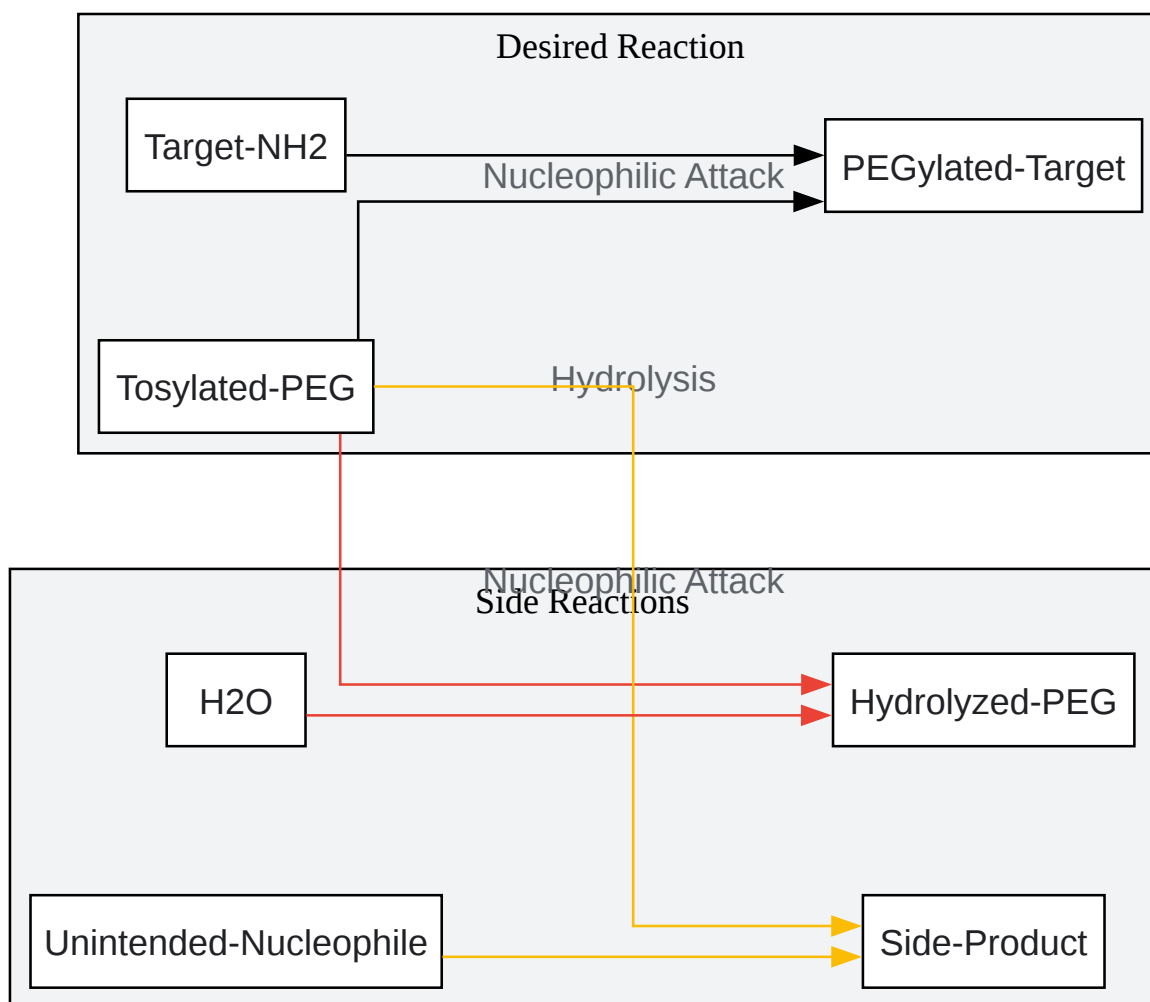 Desired Reaction
Target-NH2
Nucleophilic Attack
PEGylated-Target
Tosylated-PEG
Hydrolysis
Nucleophilic Attack
Side Reactions
H2O
Hydrolyzed-PEG
Unintended-Nucleophile
Side-Product